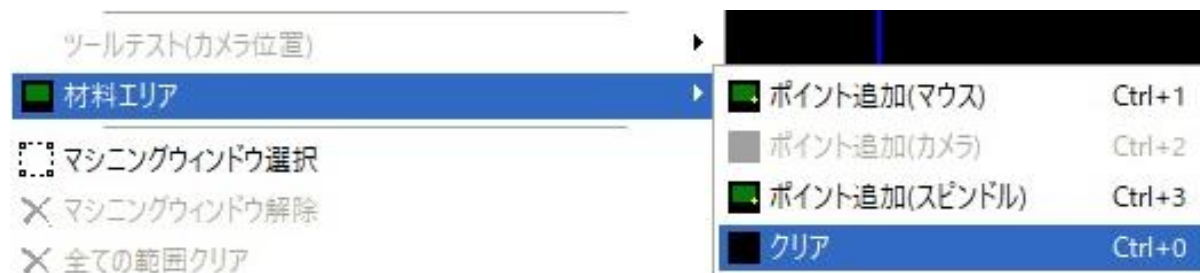 ツールテスト(カメラ位置)
材料エリア
マシニングウィンドウ選択
マシニングウィンドウ解除
全ての範囲クリア
ポイント追加(マウス) Ctrl+1
ポイント追加(カメラ) Ctrl+2
ポイント追加(スピンドル) Ctrl+3
クリア Ctrl+0